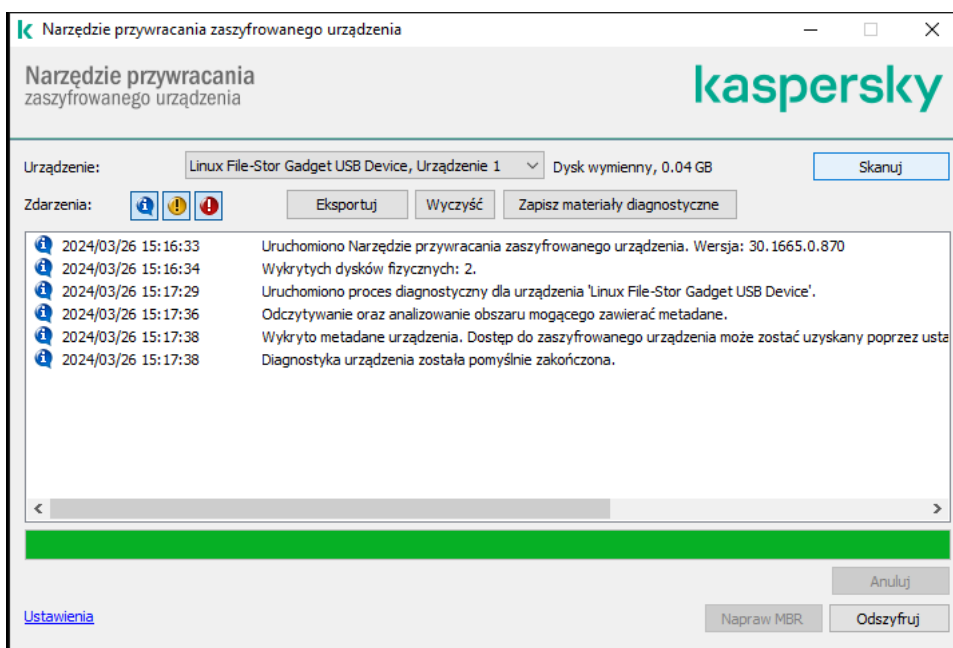 Narzędzie przywracania zaszyfrowanego urządzenia
Narzędzie przywracania
zaszyfrowanego urządzenia
kaspersky
Urządzenie: Linux File-Stor Gadget USB Device, Urządzenie 1 Dysk wymienny, 0.04 GB Skanuj
Zdarzenia: Eksportuj Wyczyść Zapisz materiały diagnostyczne
2024/03/26 15:16:33 Uruchomiono Narzędzie przywracania zaszyfrowanego urządzenia. Wersja: 30.1665.0.870
2024/03/26 15:16:34 Wykrytych dysków fizycznych: 2.
2024/03/26 15:17:29 Uruchomiono proces diagnostyczny dla urządzenia 'Linux File-Stor Gadget USB Device'.
2024/03/26 15:17:36 Odczytywanie oraz analizowanie obszaru mogącego zawierać metadane.
2024/03/26 15:17:38 Wykryto metadane urządzenia. Dostęp do zaszyfrowanego urządzenia może zostać uzyskany poprzez usta
2024/03/26 15:17:38 Diagnostyka urządzenia została pomyślnie zakończona.
Anuluj
Ustawienia Napraw MBR Odszyfruj